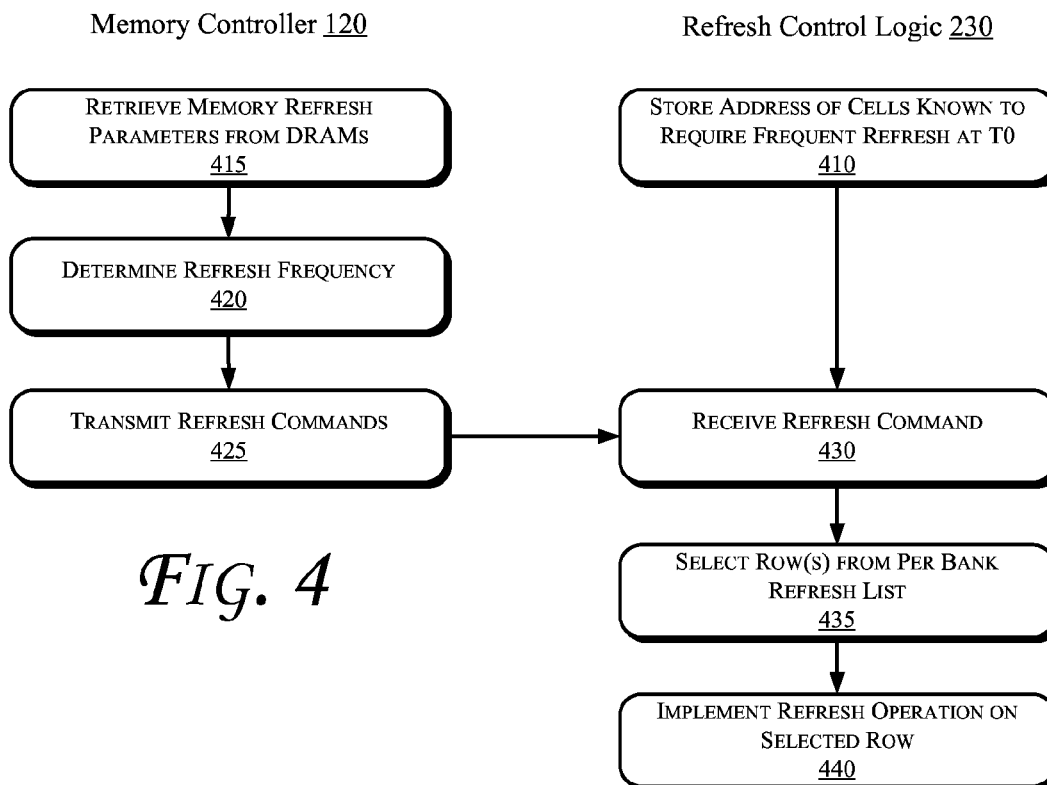 Memory Controller 120
Refresh Control Logic 230
RETRIEVE MEMORY REFRESH
PARAMETERS FROM DRAMS
415
STORE ADDRESS OF CELLS KNOWN TO
REQUIRE FREQUENT REFRESH AT T0
410
DETERMINE REFRESH FREQUENCY
420
TRANSMIT REFRESH COMMANDS
425
RECEIVE REFRESH COMMAND
430
SELECT ROW(S) FROM PER BANK
REFRESH LIST
435
IMPLEMENT REFRESH OPERATION ON
SELECTED ROW
440
FIG. 4